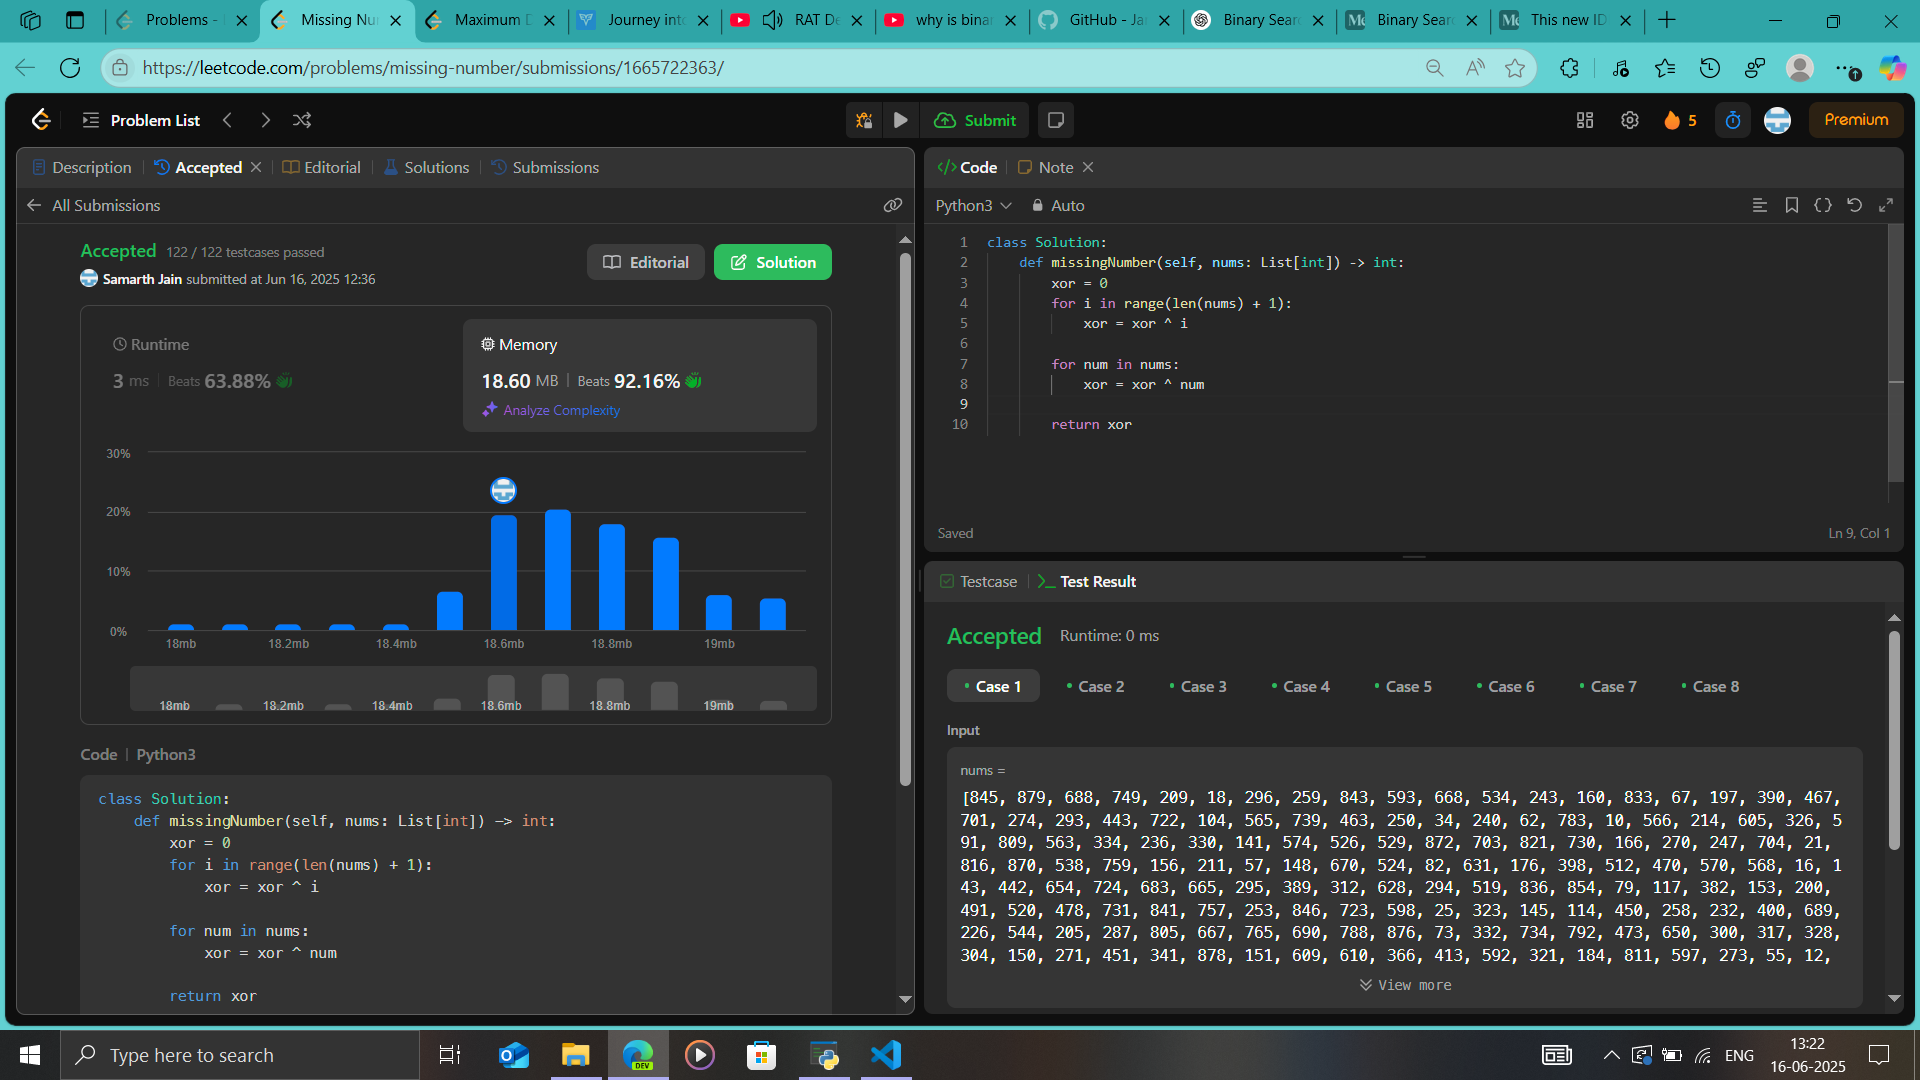 Problems -
Missing Nu
Maximum D
Journey into
RAT De
why is binar
GitHub - Ja
Binary Searc
Binary Sear
This new ID
https://leetcode.com/problems/missing-number/submissions/1665722363/
Problem List
Submit
5
Premium
Description
Accepted
Editorial
Solutions
Submissions
All Submissions
Accepted 122 / 122 testcases passed
Samarth Jain submitted at Jun 16, 2025 12:36
Editorial
Solution
Runtime
3 ms | Beats 63.88%
Memory
18.60 MB | Beats 92.16%
Analyze Complexity
30%
20%
10%
0%
18mb 18.2mb 18.4mb 18.6mb 18.8mb 19mb
18mb 18.2mb 18.4mb 18.6mb 18.8mb 19mb
Code | Python3
class Solution:
def missingNumber(self, nums: List[int]) -> int:
xor = 0
for i in range(len(nums) + 1):
xor = xor ^ i
for num in nums:
xor = xor ^ num
return xor
Code
Note
Python3
Auto
1 class Solution:
2 def missingNumber(self, nums: List[int]) -> int:
3 xor = 0
4 for i in range(len(nums) + 1):
5 xor = xor ^ i
6
7 for num in nums:
8 xor = xor ^ num
9
10 return xor
Saved
Ln 9, Col 1
Testcase
Test Result
Accepted Runtime: 0 ms
Case 1 Case 2 Case 3 Case 4 Case 5 Case 6 Case 7 Case 8
Input
nums =
[845, 879, 688, 749, 209, 18, 296, 259, 843, 593, 668, 534, 243, 160, 833, 67, 197, 390, 467,
701, 274, 293, 443, 722, 104, 565, 739, 463, 250, 34, 240, 62, 783, 10, 566, 214, 605, 326, 5
91, 809, 563, 334, 236, 330, 141, 574, 526, 529, 872, 703, 821, 730, 166, 270, 247, 704, 21,
816, 870, 538, 759, 156, 211, 57, 148, 670, 524, 82, 631, 176, 398, 512, 470, 570, 568, 16, 1
43, 442, 654, 724, 683, 665, 295, 389, 312, 628, 294, 519, 836, 854, 79, 117, 382, 153, 200,
491, 520, 478, 731, 841, 757, 253, 846, 723, 598, 25, 323, 145, 114, 450, 258, 232, 400, 689,
226, 544, 205, 287, 805, 667, 765, 690, 788, 876, 73, 332, 734, 792, 473, 650, 300, 317, 328,
304, 150, 271, 451, 341, 878, 151, 609, 610, 366, 413, 592, 321, 184, 811, 597, 273, 55, 12,
View more
Type here to search
DEV
ENG
13:22
16-06-2025